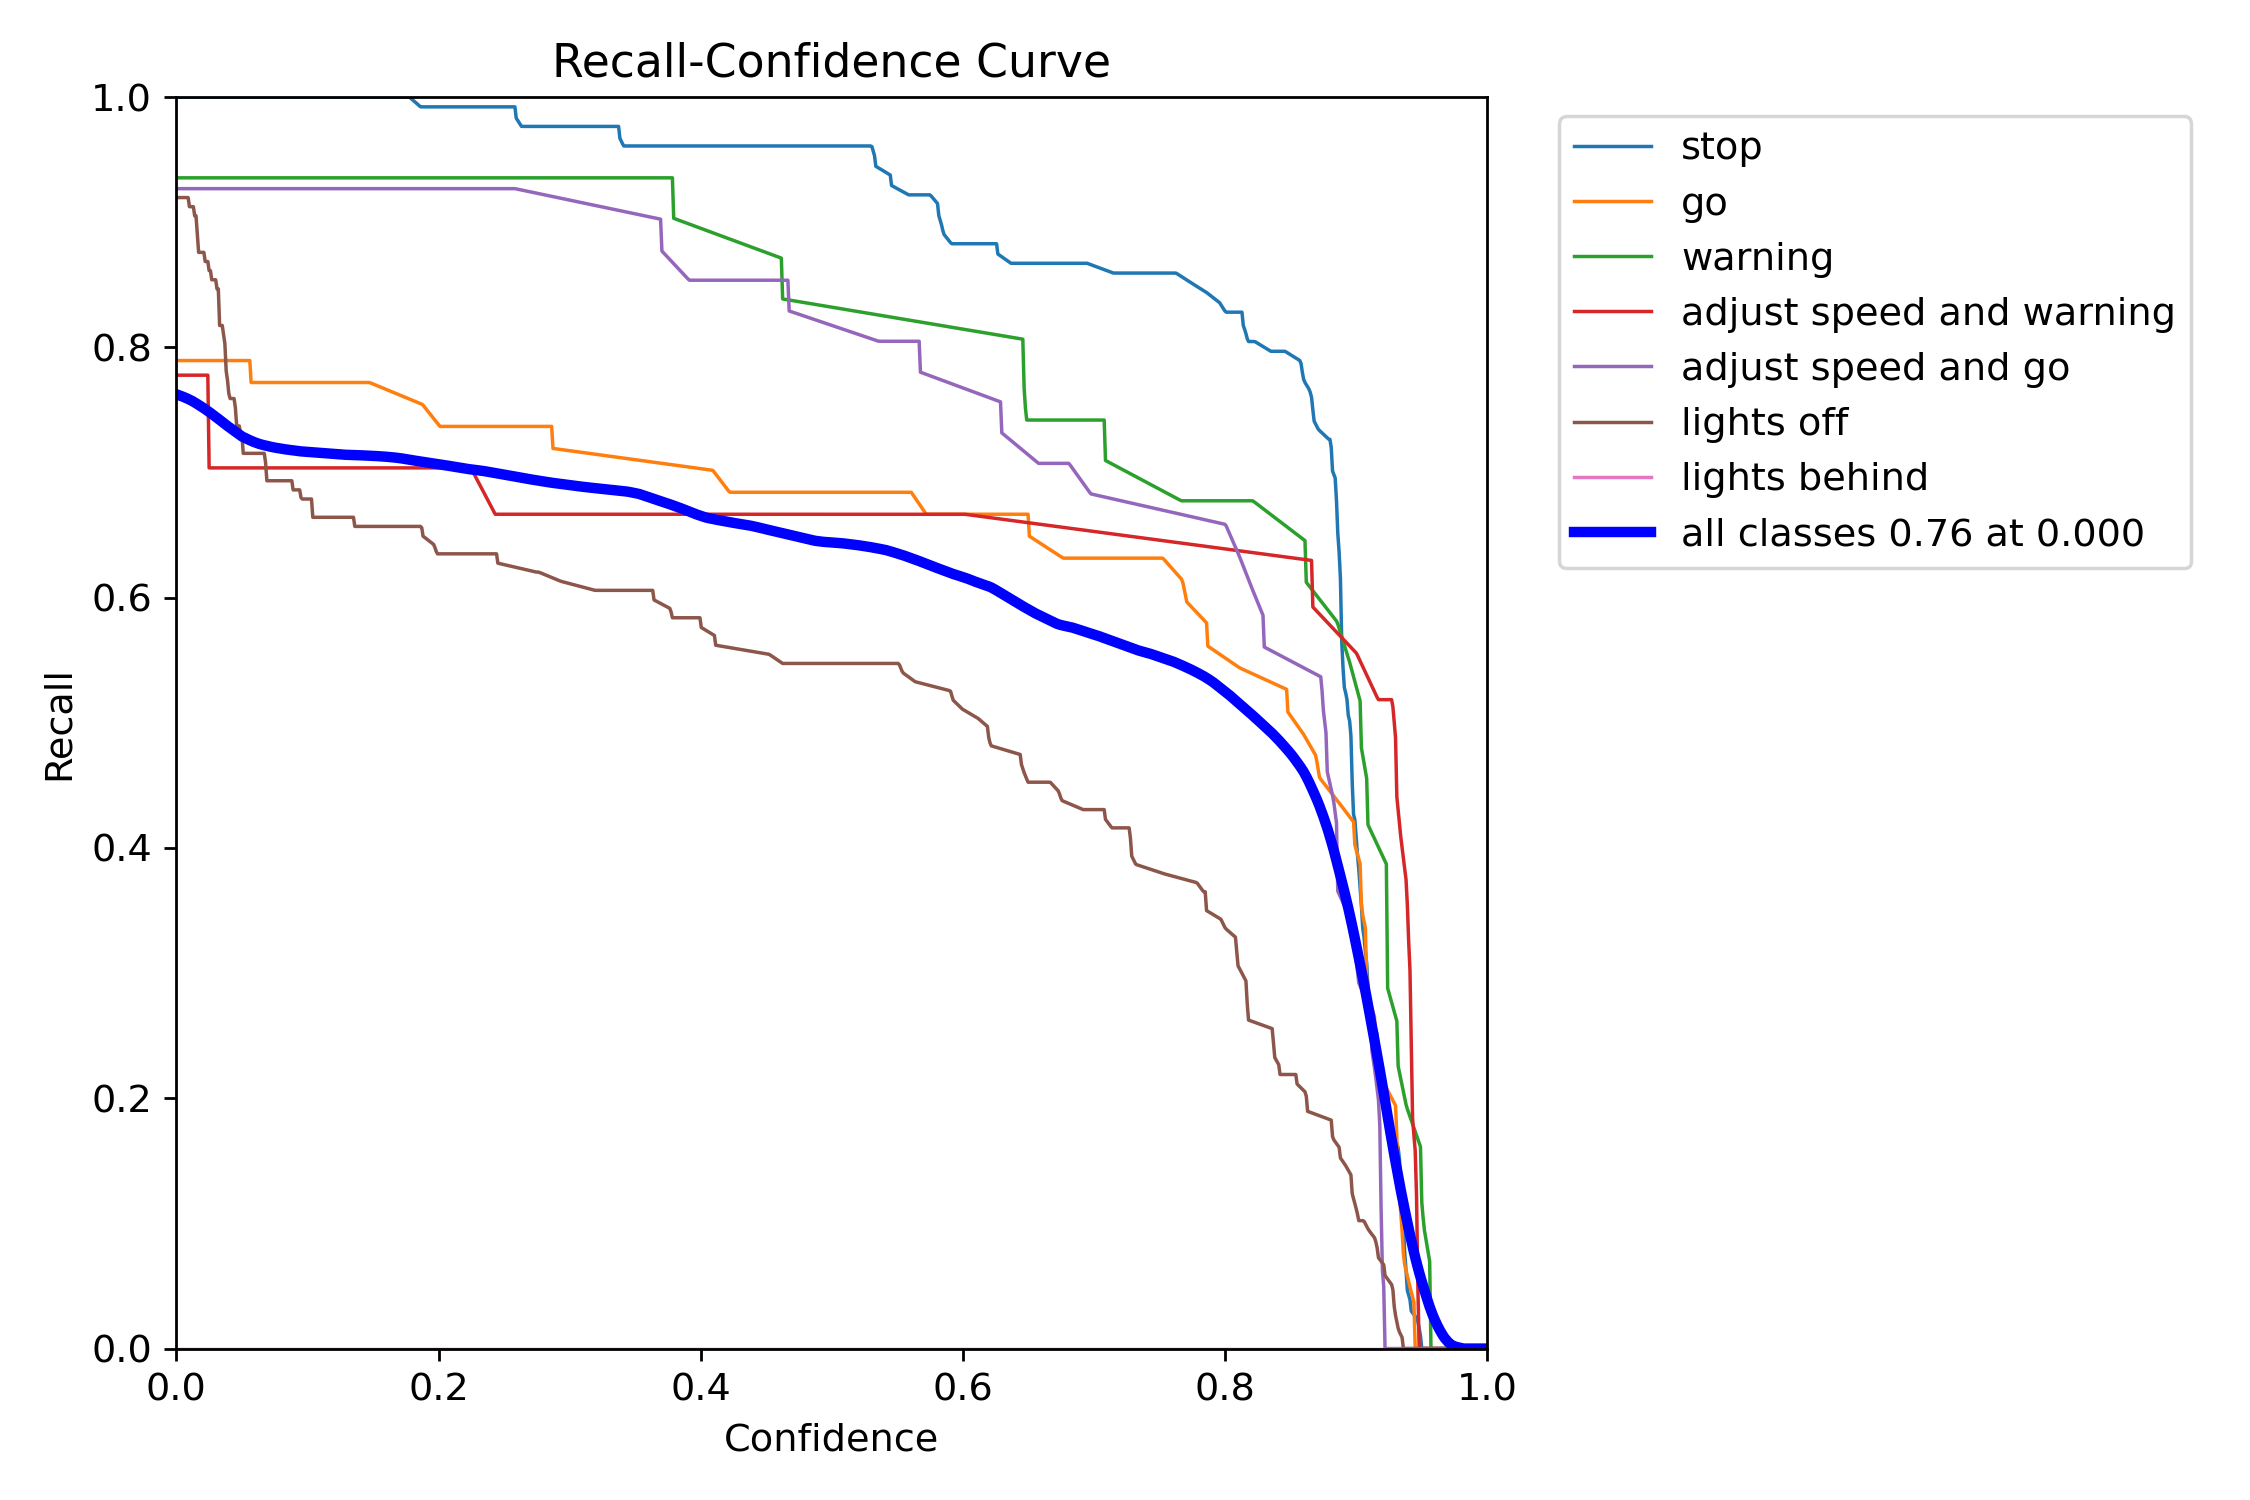 Recall-Confidence Curve
1.0
0.8
0.6
0.4
0.2
0.0
Recall
0.0 0.2 0.4 0.6 0.8 1.0
Confidence
stop
go
warning
adjust speed and warning
adjust speed and go
lights off
lights behind
all classes 0.76 at 0.000